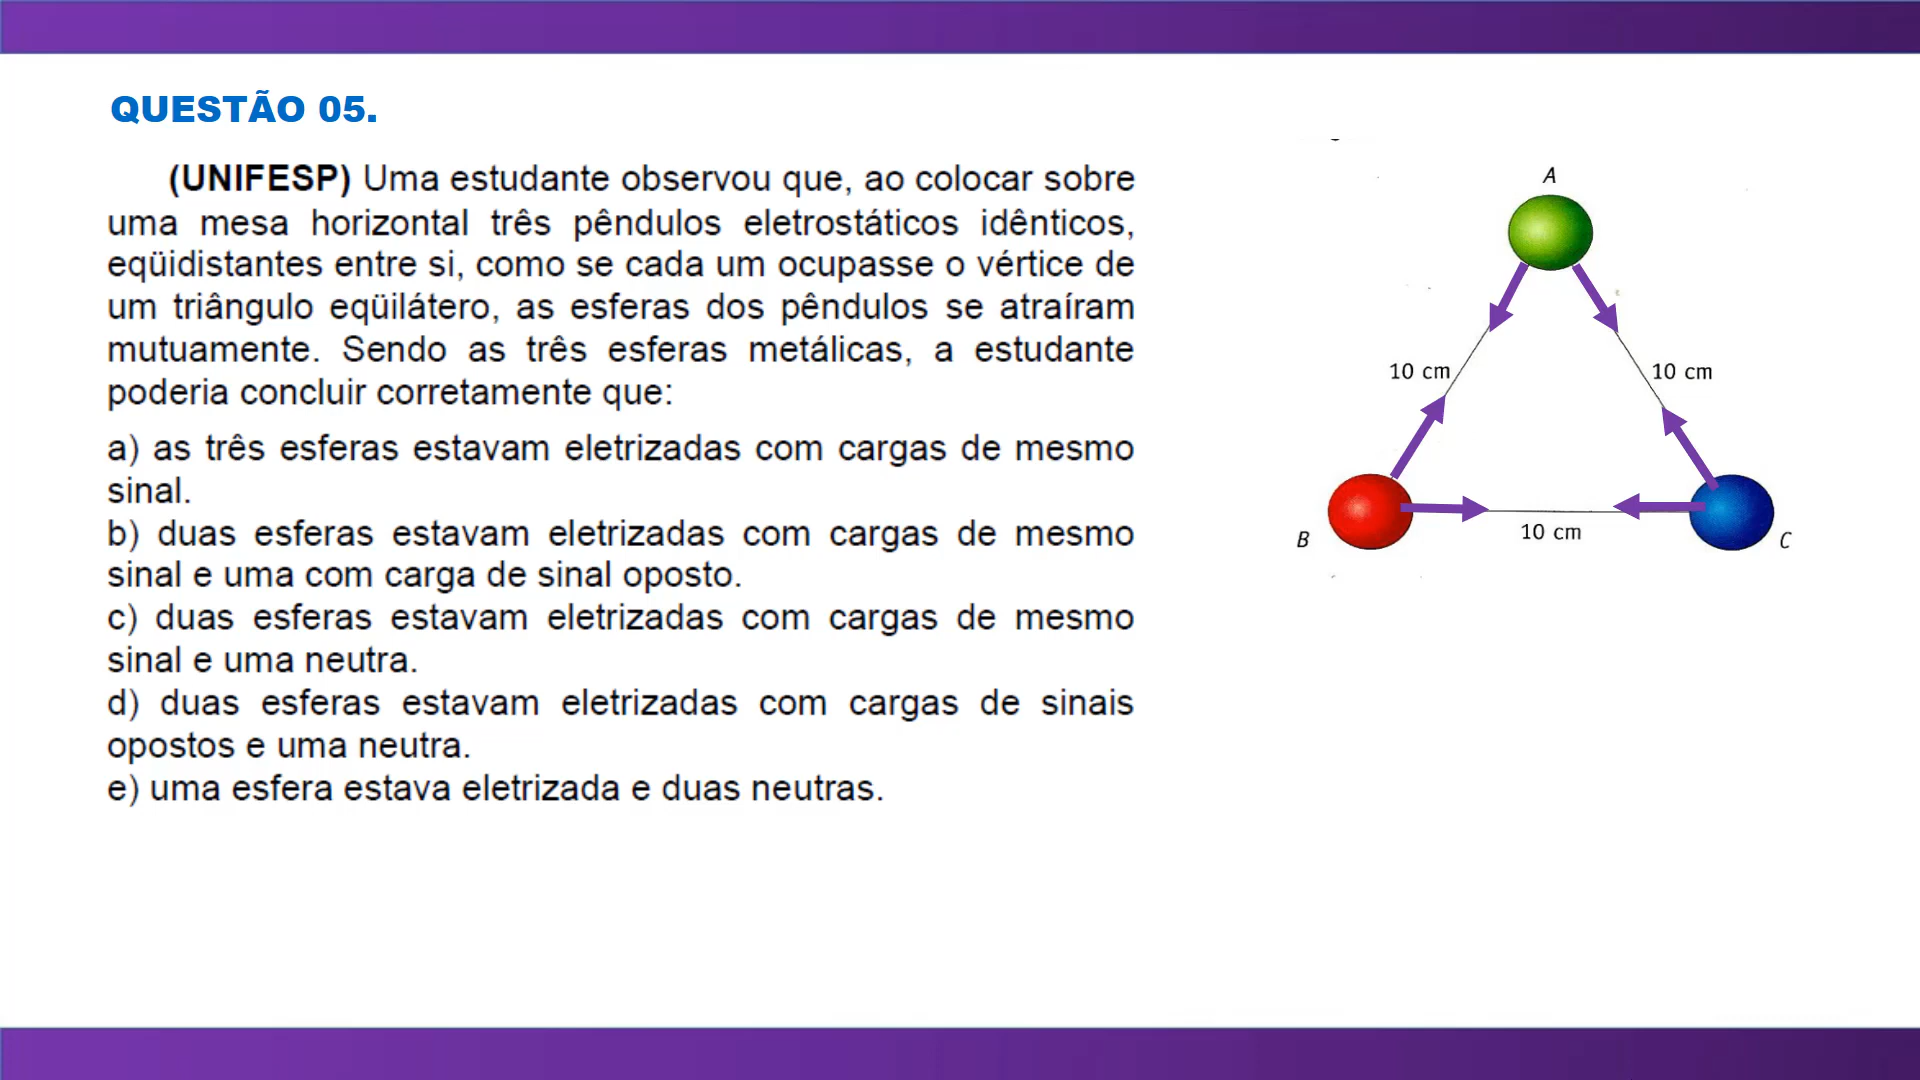 QUESTÃO 05.
(UNIFESP) Uma estudante observou que, ao colocar sobre
uma mesa horizontal três pêndulos eletrostáticos idênticos,
eqüidistantes entre si, como se cada um ocupasse o vértice de
um triângulo eqüilátero, as esferas dos pêndulos se atraíram
mutuamente. Sendo as três esferas metálicas, a estudante
poderia concluir corretamente que:
a) as três esferas estavam eletrizadas com cargas de mesmo
sinal.
b) duas esferas estavam eletrizadas com cargas de mesmo
sinal e uma com carga de sinal oposto.
c) duas esferas estavam eletrizadas com cargas de mesmo
sinal e uma neutra.
d) duas esferas estavam eletrizadas com cargas de sinais
opostos e uma neutra.
e) uma esfera estava eletrizada e duas neutras.
A
10 cm
10 cm
B
10 cm
C